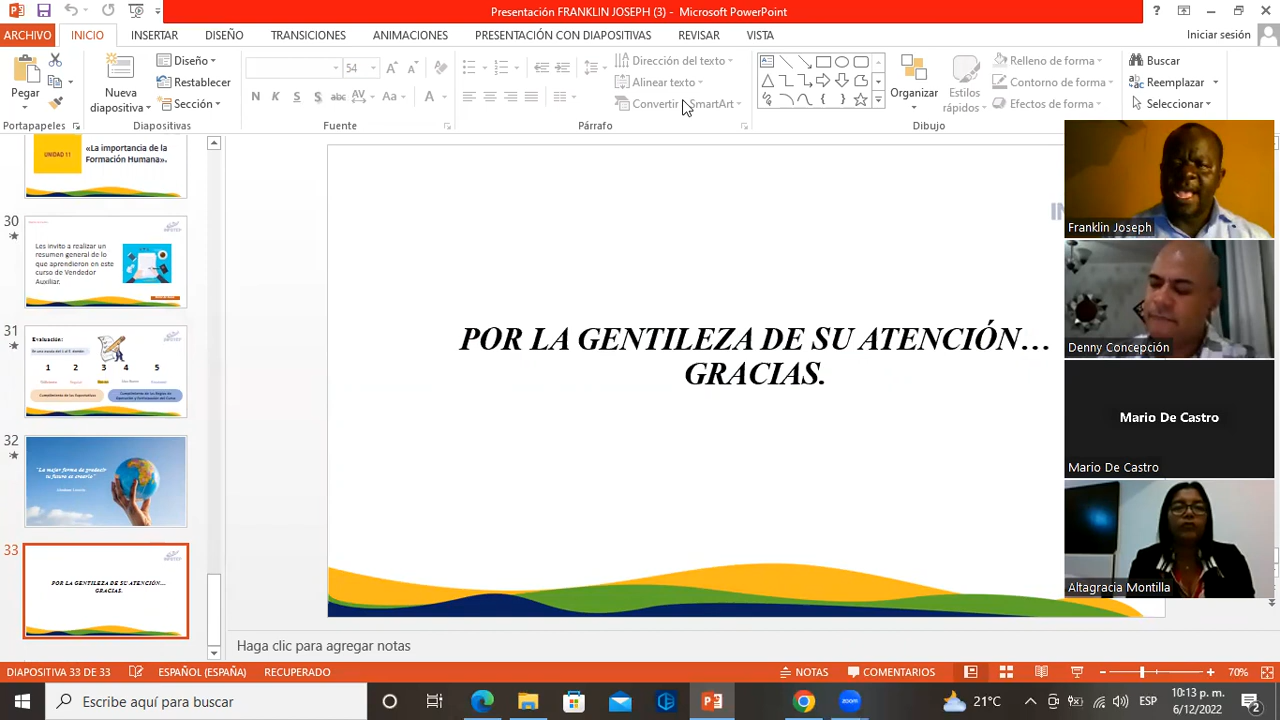 Presentación FRANKLIN JOSEPH (3) - Microsoft PowerPoint
ARCHIVO INICIO INSERTAR DISEÑO TRANSICIONES ANIMACIONES PRESENTACIÓN CON DIAPOSITIVAS REVISAR VISTA Iniciar sesión
Pegar
Portapapeles
Nueva
diapositiva
Diseño
Restablecer
Sección
Diapositivas
54
N K S S abc AV Aa A
Fuente
Dirección del texto
Alinear texto
Convertir SmartArt
Párrafo
Organizar
Estilos
rápidos
Relleno de forma
Contorno de forma
Efectos de forma
Dibujo
Buscar
Reemplazar
Seleccionar
UNIDAD 11
«La importancia de la
Formación Humana».
30
Les invito a realizar un
resumen general de lo
que aprendieron en este
curso de Vendedor
Auxiliar.
31
Evaluación:
1 2 3 4 5
32
“La mejor forma de predecir
tu futuro es crearlo”
33
POR LA GENTILEZA DE SU ATENCIÓN…
GRACIAS.
POR LA GENTILEZA DE SU ATENCIÓN…
GRACIAS.
Franklin Joseph
Denny Concepción
Mario De Castro
Mario De Castro
Altagracia Montilla
Haga clic para agregar notas
DIAPOSITIVA 33 DE 33 ESPAÑOL (ESPAÑA) RECUPERADO NOTAS COMENTARIOS 70%
Escribe aquí para buscar
21°C
ESP
10:13 p. m.
6/12/2022
2